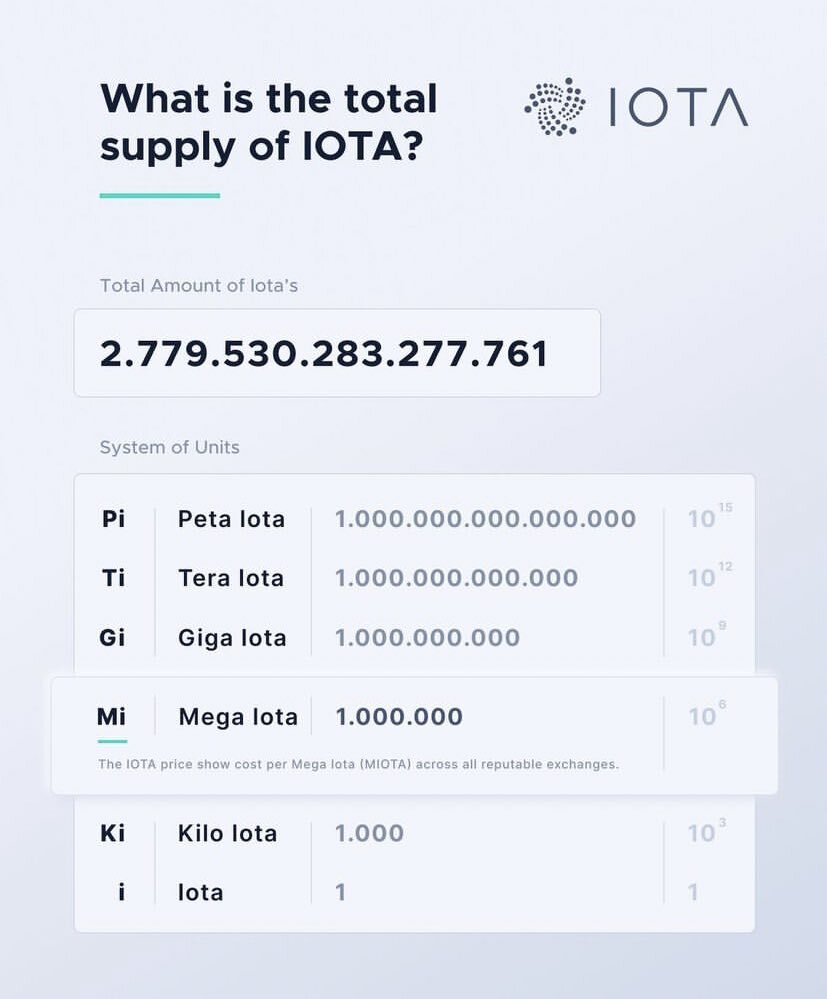 What is the total
supply of IOTA?
IOTA
Total Amount of Iota's
2.779.530.283.277.761
System of Units
Pi Peta Iota 1.000.000.000.000.000 10^15
Ti Tera Iota 1.000.000.000.000 10^12
Gi Giga Iota 1.000.000.000 10^9
Mi Mega Iota 1.000.000 10^6
The IOTA price show cost per Mega Iota (MIOTA) across all reputable exchanges.
Ki Kilo Iota 1.000 10^3
i Iota 1 1